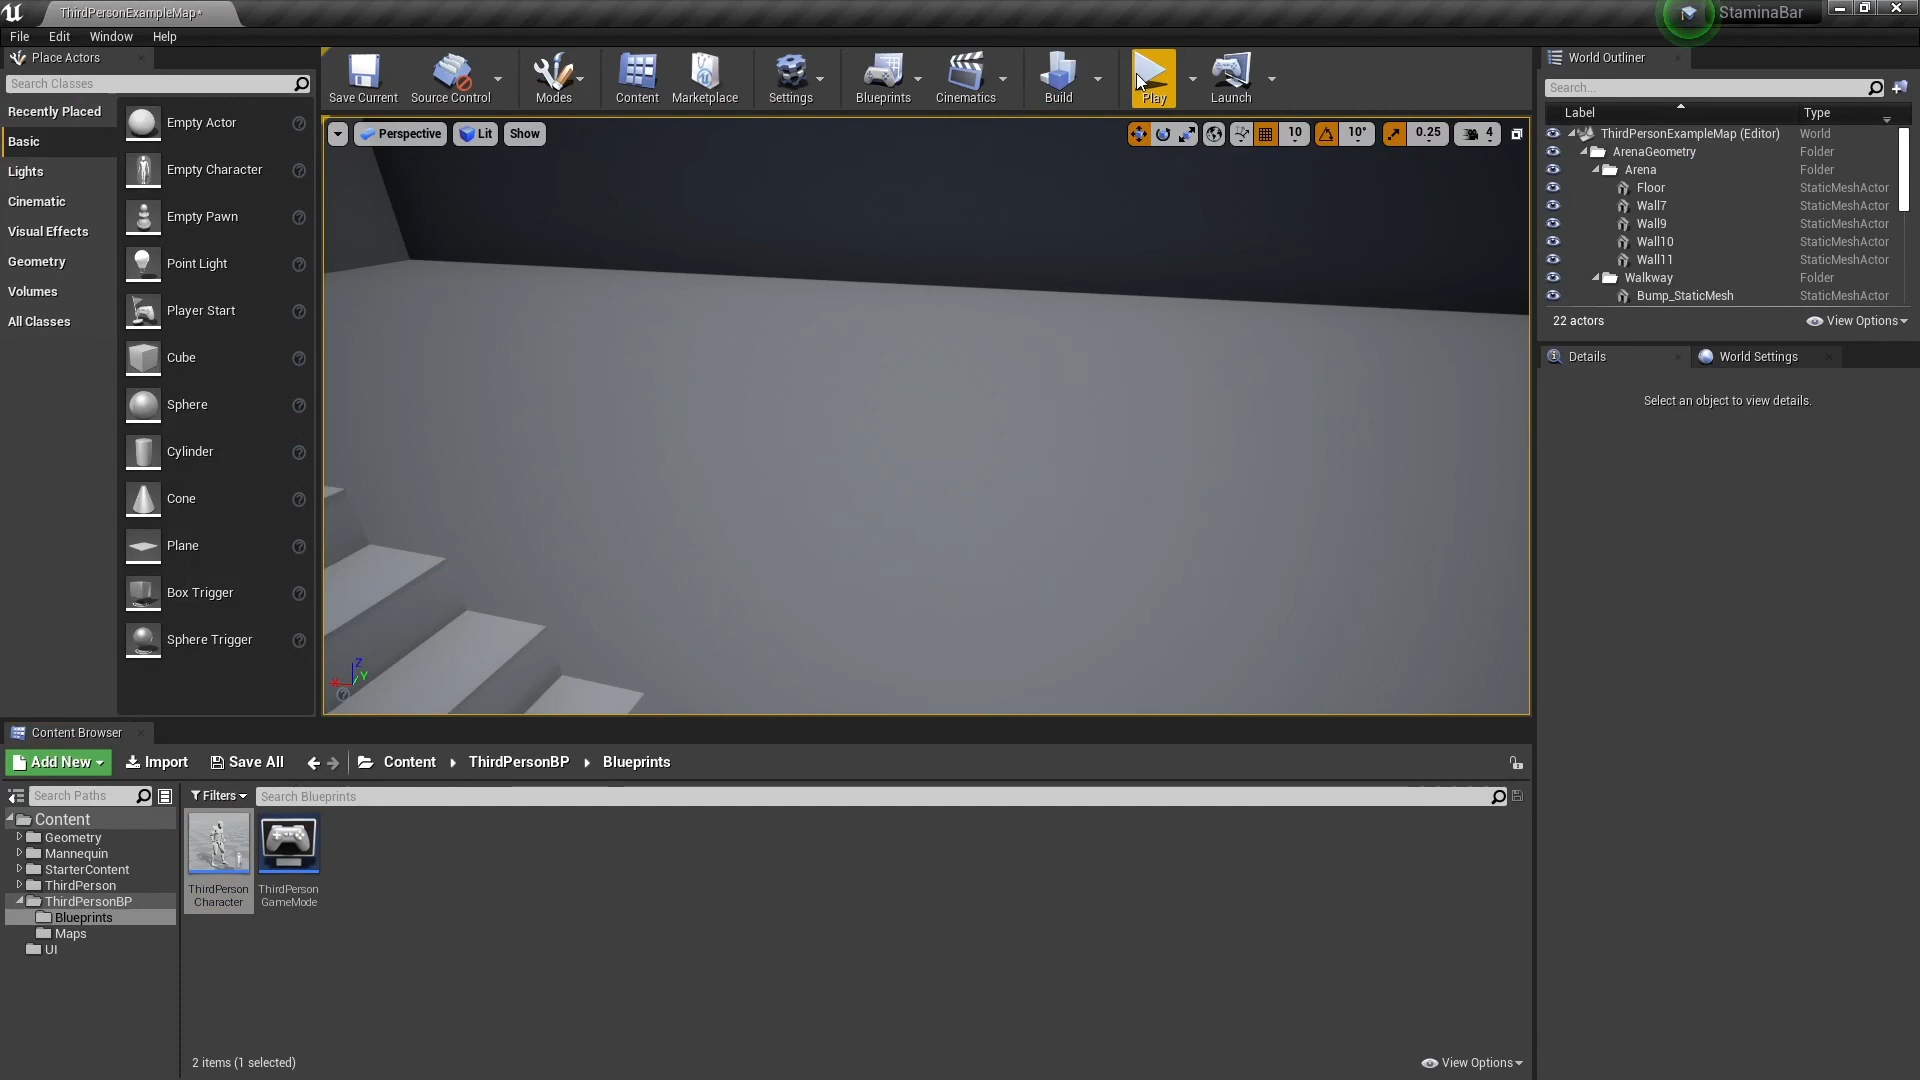 ThirdPersonExampleMap*
StaminaBar
File Edit Window Help
Place Actors
Search Classes
Recently Placed
Basic
Lights
Cinematic
Visual Effects
Geometry
Volumes
All Classes
Empty Actor
Empty Character
Empty Pawn
Point Light
Player Start
Cube
Sphere
Cylinder
Cone
Plane
Box Trigger
Sphere Trigger
Save Current
Source Control
Modes
Content
Marketplace
Settings
Blueprints
Cinematics
Build
Play
Launch
Perspective
Lit
Show
10
10°
0.25
4
Z
X
Y
World Outliner
Search...
Label Type
ThirdPersonExampleMap (Editor) World
ArenaGeometry Folder
Arena Folder
Floor StaticMeshActor
Wall7 StaticMeshActor
Wall9 StaticMeshActor
Wall10 StaticMeshActor
Wall11 StaticMeshActor
Walkway Folder
Bump_StaticMesh StaticMeshActor
22 actors
View Options
Details
World Settings
Select an object to view details.
Content Browser
Add New
Import
Save All
Content
ThirdPersonBP
Blueprints
Search Paths
Filters
Search Blueprints
Content
Geometry
Mannequin
StarterContent
ThirdPerson
ThirdPersonBP
Blueprints
Maps
UI
ThirdPerson
Character
ThirdPerson
GameMode
2 items (1 selected)
View Options